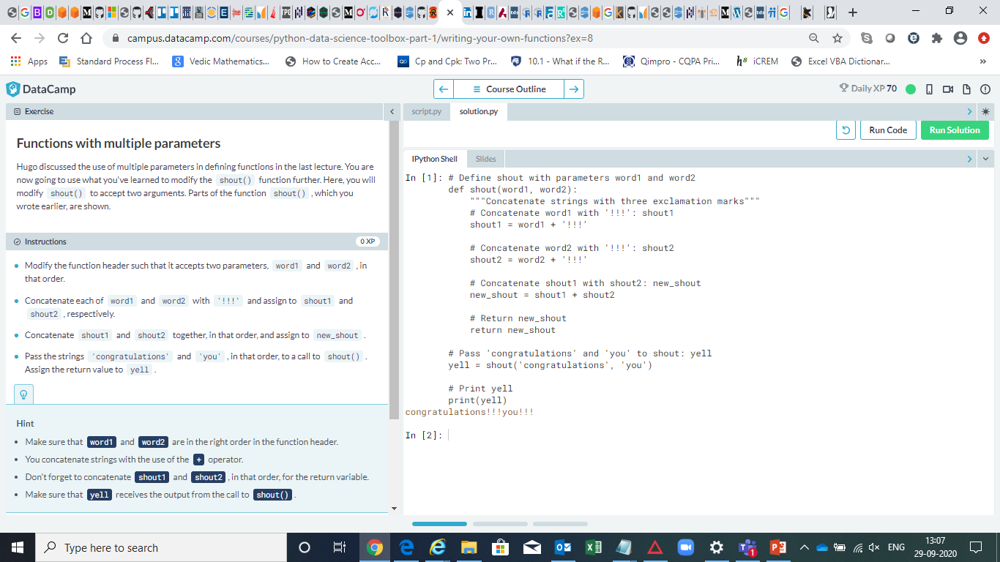 campus.datacamp.com/courses/python-data-science-toolbox-part-1/writing-your-own-functions?ex=8
Apps Standard Process Fl... Vedic Mathematics... How to Create Acc... Cp and Cpk: Two Pr... 10.1 - What if the R... Qimpro - CQPA Pri... iCREM Excel VBA Dictionar... »
DataCamp
Course Outline
Daily XP 70
Exercise
script.py solution.py
Functions with multiple parameters
Hugo discussed the use of multiple parameters in defining functions in the last lecture. You are
now going to use what you've learned to modify the shout() function further. Here, you will
modify shout() to accept two arguments. Parts of the function shout() , which you
wrote earlier, are shown.
Instructions
0 XP
• Modify the function header such that it accepts two parameters, word1 and word2 , in
that order.
• Concatenate each of word1 and word2 with '!!!' and assign to shout1 and
shout2 , respectively.
• Concatenate shout1 and shout2 together, in that order, and assign to new_shout .
• Pass the strings 'congratulations' and 'you' , in that order, to a call to shout() .
Assign the return value to yell .
Hint
• Make sure that word1 and word2 are in the right order in the function header.
• You concatenate strings with the use of the + operator.
• Don't forget to concatenate shout1 and shout2 , in that order, for the return variable.
• Make sure that yell receives the output from the call to shout() .
Run Code
Run Solution
IPython Shell Slides
In [1]: # Define shout with parameters word1 and word2
def shout(word1, word2):
"""Concatenate strings with three exclamation marks"""
# Concatenate word1 with '!!!': shout1
shout1 = word1 + '!!!'
# Concatenate word2 with '!!!': shout2
shout2 = word2 + '!!!'
# Concatenate shout1 with shout2: new_shout
new_shout = shout1 + shout2
# Return new_shout
return new_shout
# Pass 'congratulations' and 'you' to shout: yell
yell = shout('congratulations', 'you')
# Print yell
print(yell)
congratulations!!!you!!!
In [2]:
Type here to search
ENG
13:07
29-09-2020